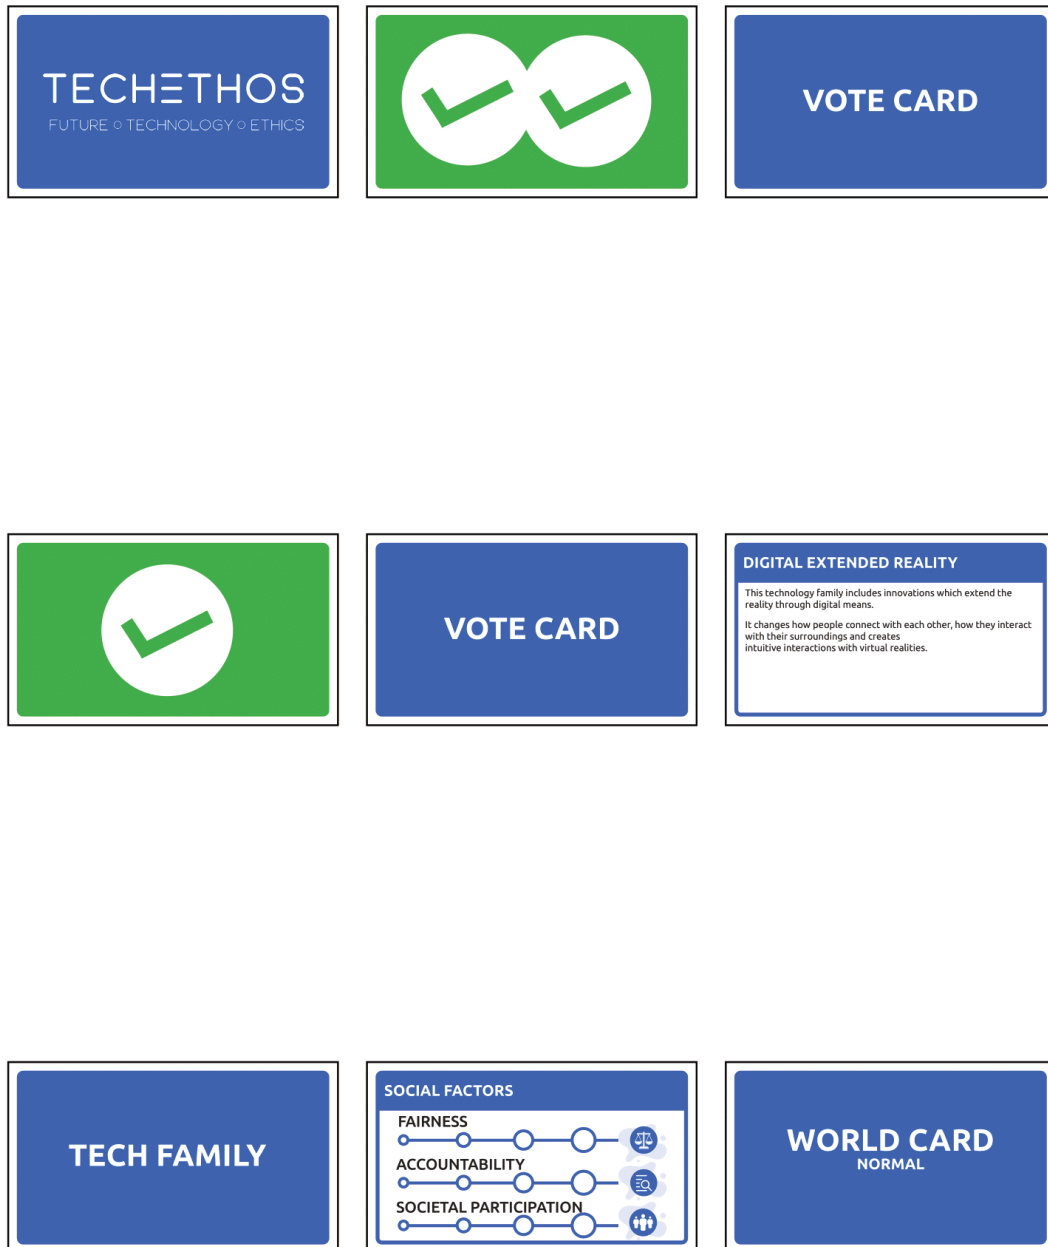 TECHETHOS
FUTURE ○ TECHNOLOGY ○ ETHICS
VOTE CARD
VOTE CARD
DIGITAL EXTENDED REALITY
This technology family includes innovations which extend the
reality through digital means.
It changes how people connect with each other, how they interact
with their surroundings and creates
intuitive interactions with virtual realities.
TECH FAMILY
SOCIAL FACTORS
FAIRNESS
ACCOUNTABILITY
SOCIETAL PARTICIPATION
WORLD CARD
NORMAL